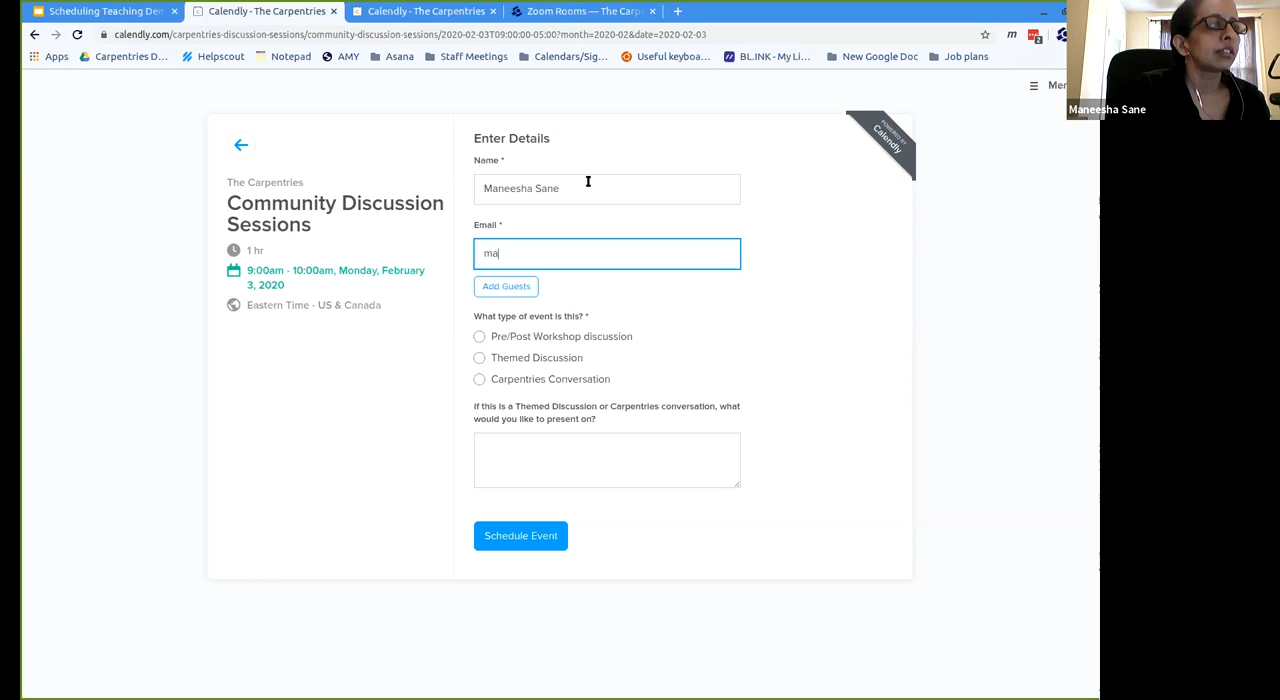 Scheduling Teaching Den
Calendly - The Carpentries
Calendly - The Carpentries
Zoom Rooms — The Carp
calendly.com/carpentries-discussion-sessions/community-discussion-sessions/2020-02-03T09:00:00-05:00?month=2020-02&date=2020-02-03
m
2
Apps
Carpentries D...
Helpscout
Notepad
AMY
Asana
Staff Meetings
Calendars/Sig...
Useful keyboa...
BL.INK - My Li...
New Google Doc
Job plans
Maneesha Sane
POWERED BY
Calendly
The Carpentries
Community Discussion
Sessions
1 hr
9:00am - 10:00am, Monday, February
3, 2020
Eastern Time - US & Canada
Enter Details
Name *
Maneesha Sane
Email *
ma
Add Guests
What type of event is this? *
Pre/Post Workshop discussion
Themed Discussion
Carpentries Conversation
If this is a Themed Discussion or Carpentries conversation, what
would you like to present on?
Schedule Event